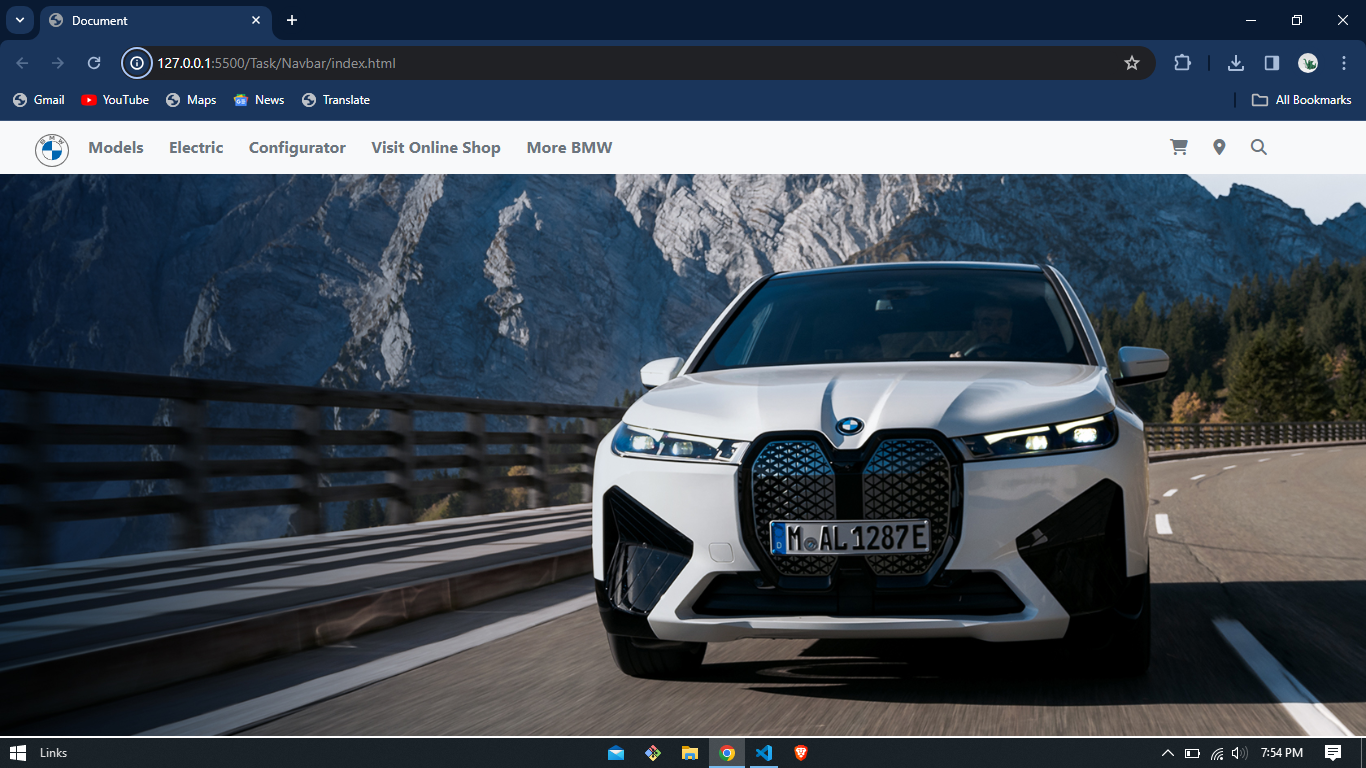 Document
127.0.0.1:5500/Task/Navbar/index.html
Gmail YouTube Maps News Translate All Bookmarks
BMW Models Electric Configurator Visit Online Shop More BMW
M AL 1287E
D
Links 7:54 PM